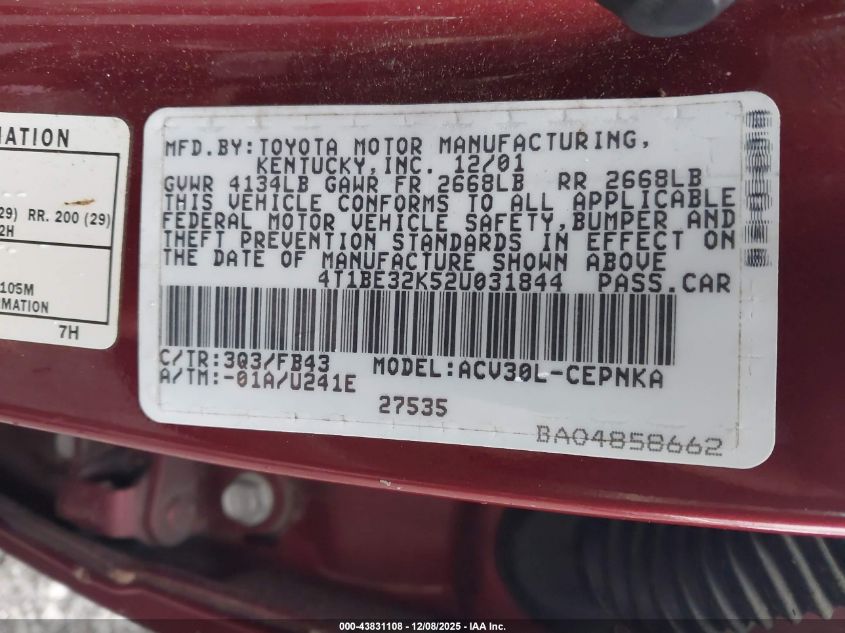 MATION
29) RR. 200 (29)
2H
105M
RMATION
7H
MFD.BY:TOYOTA MOTOR MANUFACTURING,
KENTUCKY,INC. 12/01
GVWR 4134LB GAWR FR 2668LB RR 2668LB
THIS VEHICLE CONFORMS TO ALL APPLICABLE
FEDERAL MOTOR VEHICLE SAFETY,BUMPER AND
THEFT PREVENTION STANDARDS IN EFFECT ON
THE DATE OF MANUFACTURE SHOWN ABOVE
4T1BE32K52U031844 PASS.CAR
C/TR:3Q3/FB43 MODEL:ACV30L-CEPNKA
A/TM:-01A/U241E
27535
BA04858662
000-43831108 - 12/08/2025 - IAA Inc.